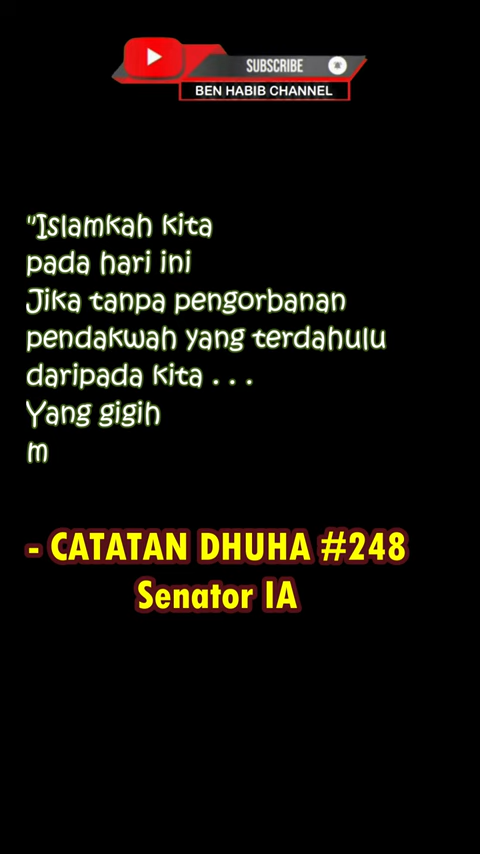 SUBSCRIBE
BEN HABIB CHANNEL
"Islamkah kita
pada hari ini
Jika tanpa pengorbanan
pendakwah yang terdahulu
daripada kita . . .
Yang gigih
m
- CATATAN DHUHA #248
Senator IA